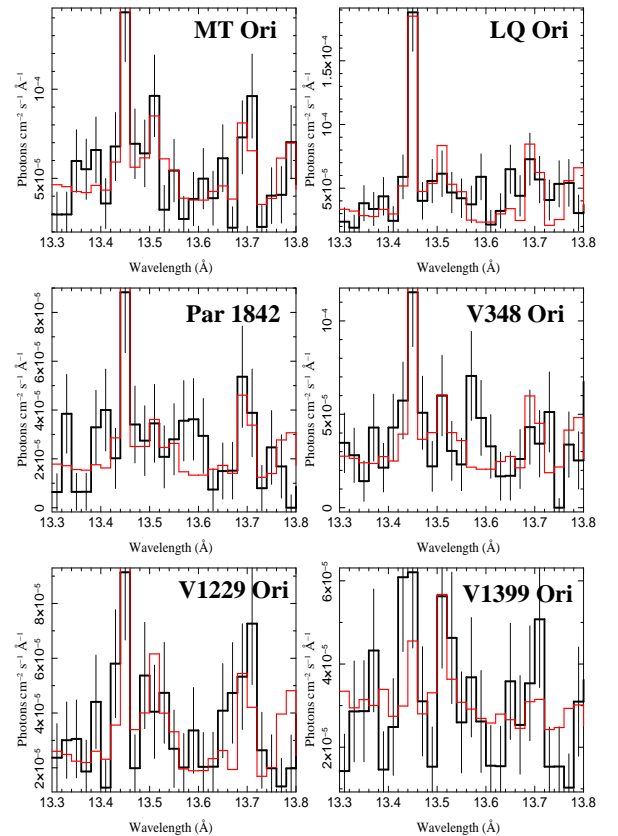 MT Ori
Photons cm⁻² s⁻¹ Å⁻¹
5×10⁻⁵
10⁻⁴
13.3 13.4 13.5 13.6 13.7 13.8
Wavelength (Å)
LQ Ori
Photons cm⁻² s⁻¹ Å⁻¹
5×10⁻⁵
10⁻⁴
1.5×10⁻⁴
13.3 13.4 13.5 13.6 13.7 13.8
Wavelength (Å)
Par 1842
Photons cm⁻² s⁻¹ Å⁻¹
0
2×10⁻⁵
4×10⁻⁵
6×10⁻⁵
8×10⁻⁵
13.3 13.4 13.5 13.6 13.7 13.8
Wavelength (Å)
V348 Ori
Photons cm⁻² s⁻¹ Å⁻¹
0
5×10⁻⁵
10⁻⁴
13.3 13.4 13.5 13.6 13.7 13.8
Wavelength (Å)
V1229 Ori
Photons cm⁻² s⁻¹ Å⁻¹
2×10⁻⁵
4×10⁻⁵
6×10⁻⁵
8×10⁻⁵
13.3 13.4 13.5 13.6 13.7 13.8
Wavelength (Å)
V1399 Ori
Photons cm⁻² s⁻¹ Å⁻¹
2×10⁻⁵
4×10⁻⁵
6×10⁻⁵
13.3 13.4 13.5 13.6 13.7 13.8
Wavelength (Å)